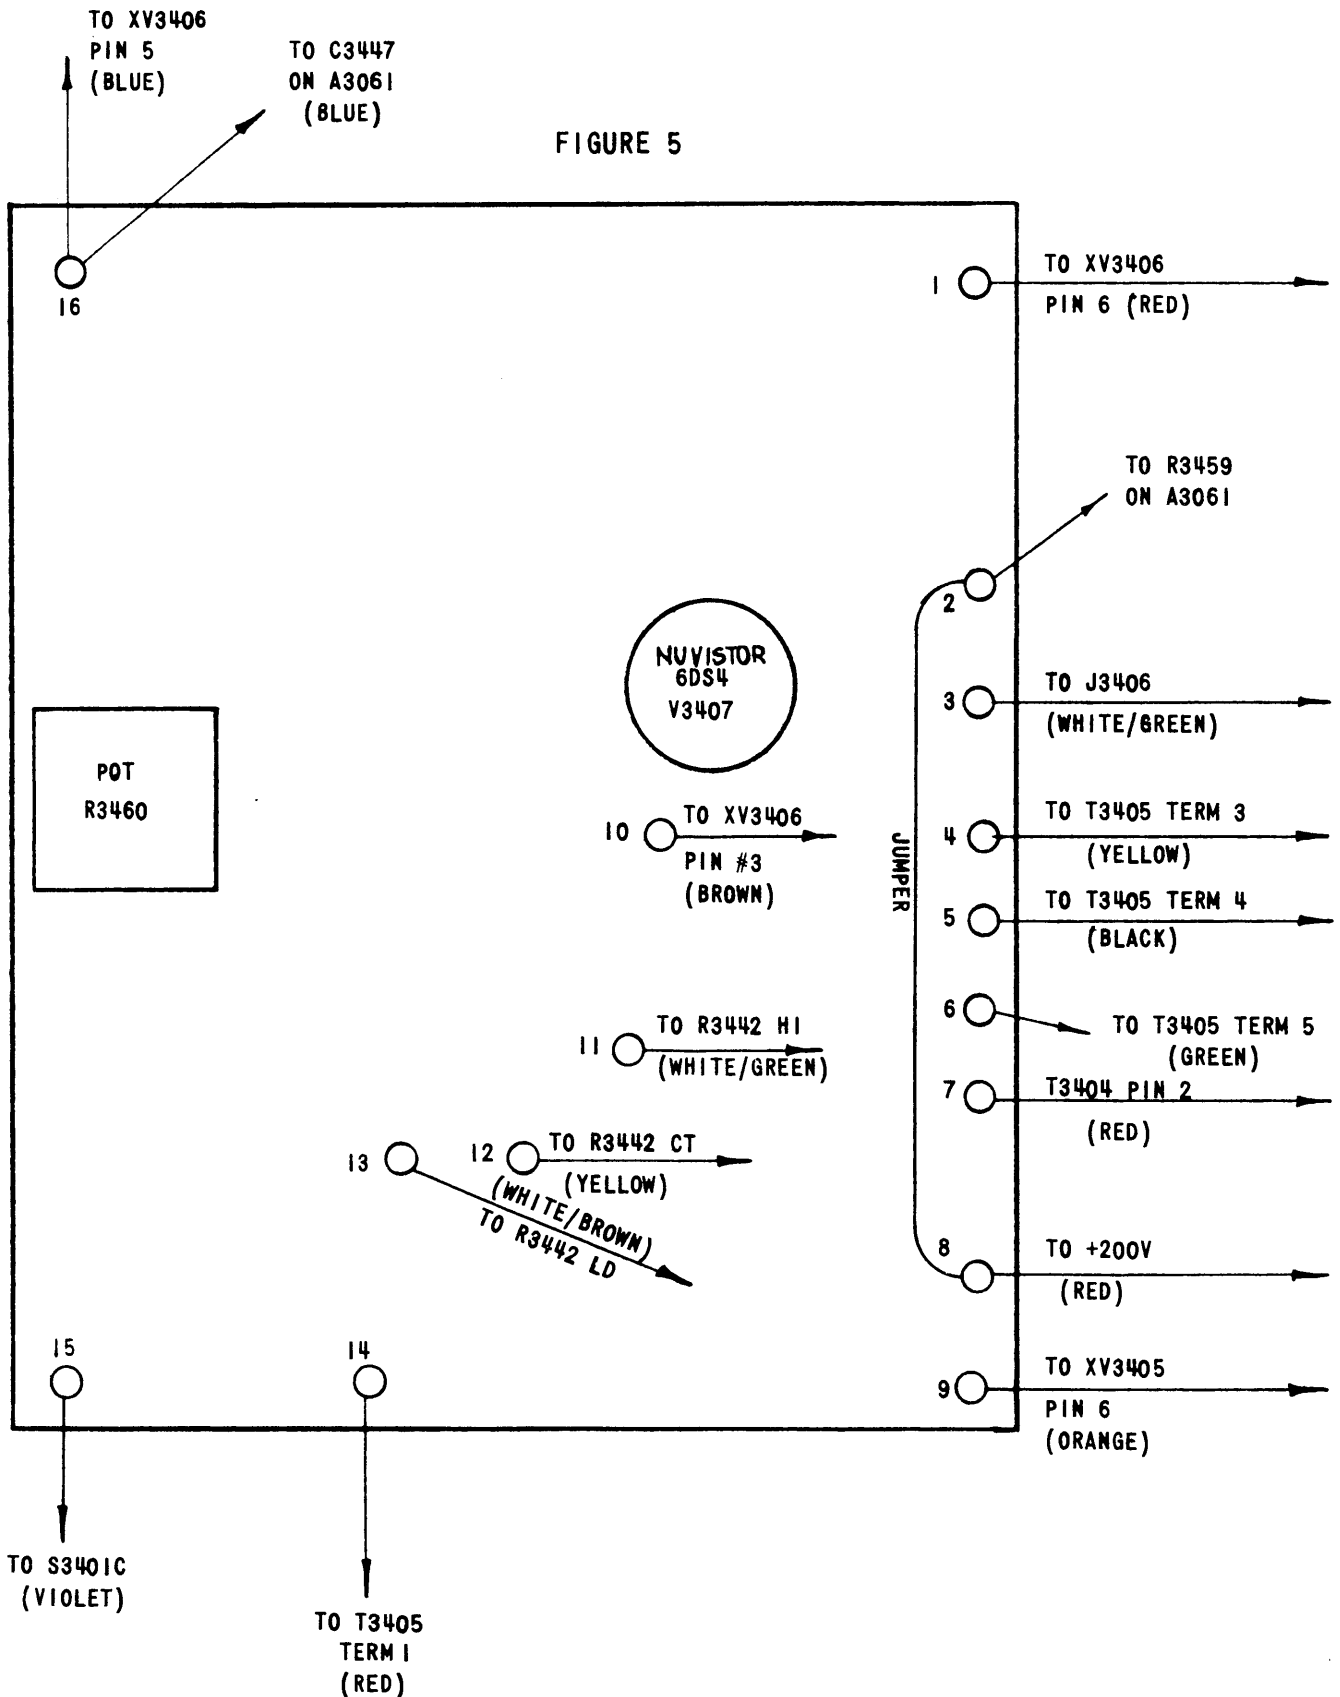 TO XV3406
PIN 5
(BLUE)
TO C3447
ON A3061
(BLUE)
FIGURE 5
16
1
TO XV3406
PIN 6 (RED)
TO R3459
ON A3061
2
NUVISTOR
6DS4
V3407
3
TO J3406
(WHITE/GREEN)
POT
R3460
10
TO XV3406
PIN #3
(BROWN)
JUMPER
4
TO T3405 TERM 3
(YELLOW)
5
TO T3405 TERM 4
(BLACK)
6
TO T3405 TERM 5
(GREEN)
11
TO R3442 HI
(WHITE/GREEN)
7
T3404 PIN 2
(RED)
13
12
TO R3442 CT
(YELLOW)
(WHITE/BROWN)
TO R3442 LD
8
TO +200V
(RED)
15
14
9
TO XV3405
PIN 6
(ORANGE)
TO S3401C
(VIOLET)
TO T3405
TERM 1
(RED)